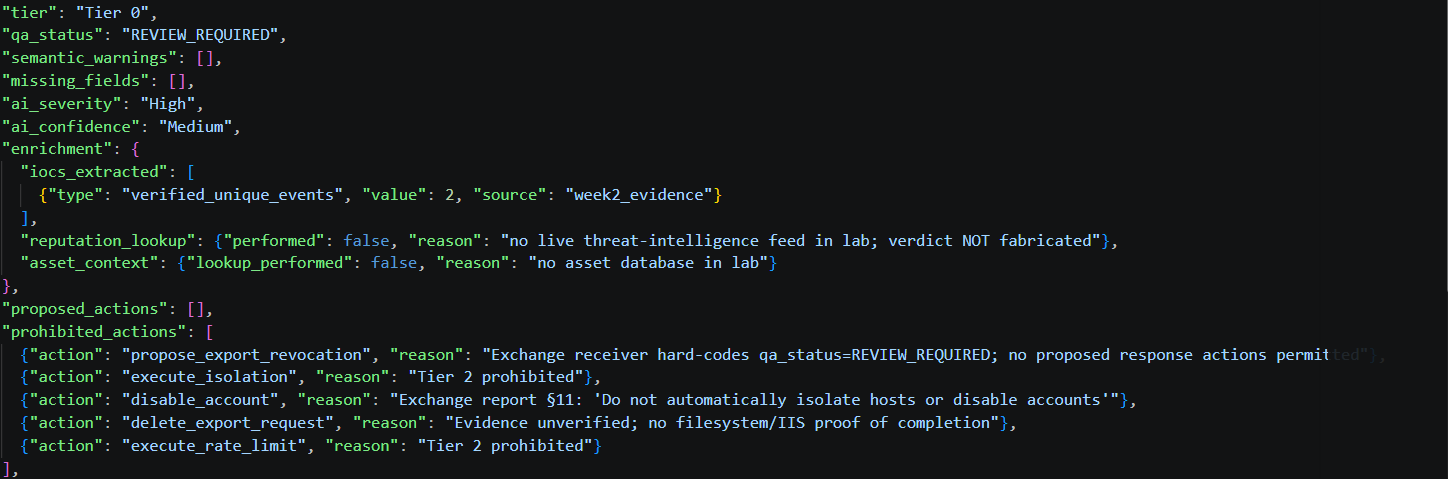 "tier": "Tier 0",
"qa_status": "REVIEW_REQUIRED",
"semantic_warnings": [],
"missing_fields": [],
"ai_severity": "High",
"ai_confidence": "Medium",
"enrichment": {
"iocs_extracted": [
{"type": "verified_unique_events", "value": 2, "source": "week2_evidence"}
],
"reputation_lookup": {"performed": false, "reason": "no live threat-intelligence feed in lab; verdict NOT fabricated"},
"asset_context": {"lookup_performed": false, "reason": "no asset database in lab"}
},
"proposed_actions": [],
"prohibited_actions": [
{"action": "propose_export_revocation", "reason": "Exchange receiver hard-codes qa_status=REVIEW_REQUIRED; no proposed response actions permitted"},
{"action": "execute_isolation", "reason": "Tier 2 prohibited"},
{"action": "disable_account", "reason": "Exchange report §11: 'Do not automatically isolate hosts or disable accounts'"},
{"action": "delete_export_request", "reason": "Evidence unverified; no filesystem/IIS proof of completion"},
{"action": "execute_rate_limit", "reason": "Tier 2 prohibited"}
],